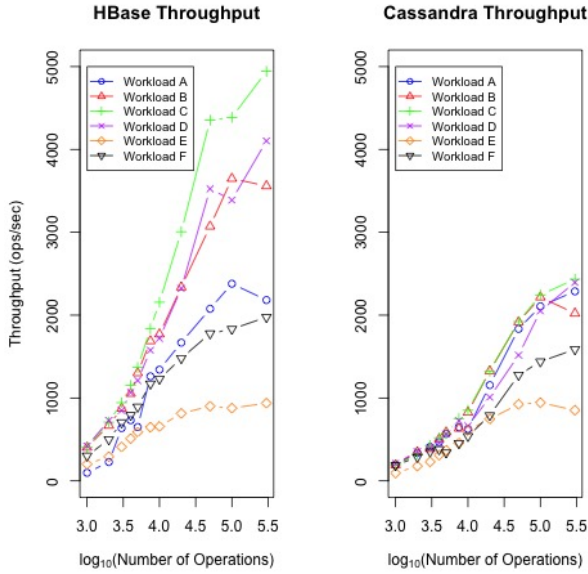 HBase Throughput
Cassandra Throughput
Throughput (ops/sec)
5000
4000
3000
2000
1000
0
Workload A
Workload B
Workload C
Workload D
Workload E
Workload F
3.0 3.5 4.0 4.5 5.0 5.5
log₁₀(Number of Operations)
5000
4000
3000
2000
1000
0
Workload A
Workload B
Workload C
Workload D
Workload E
Workload F
3.0 3.5 4.0 4.5 5.0 5.5
log₁₀(Number of Operations)